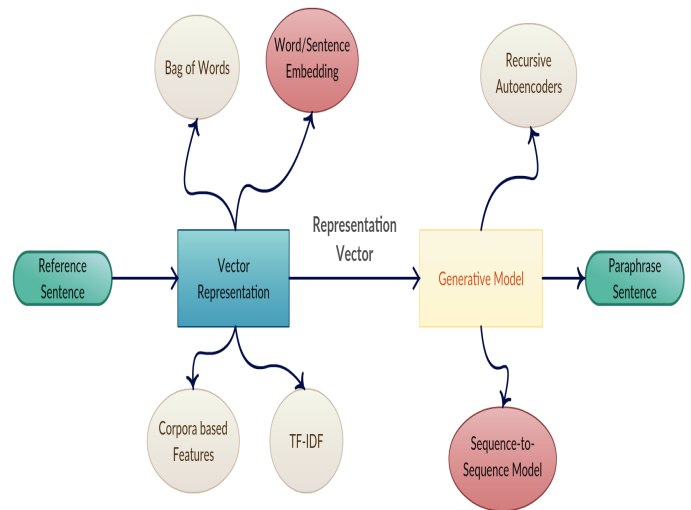 Bag of Words
Word/Sentence
Embedding
Recursive
Autoencoders
Representation
Vector
Reference
Sentence
Vector
Representation
Generative Model
Paraphrase
Sentence
Corpora based
Features
TF-IDF
Sequence-to-
Sequence Model